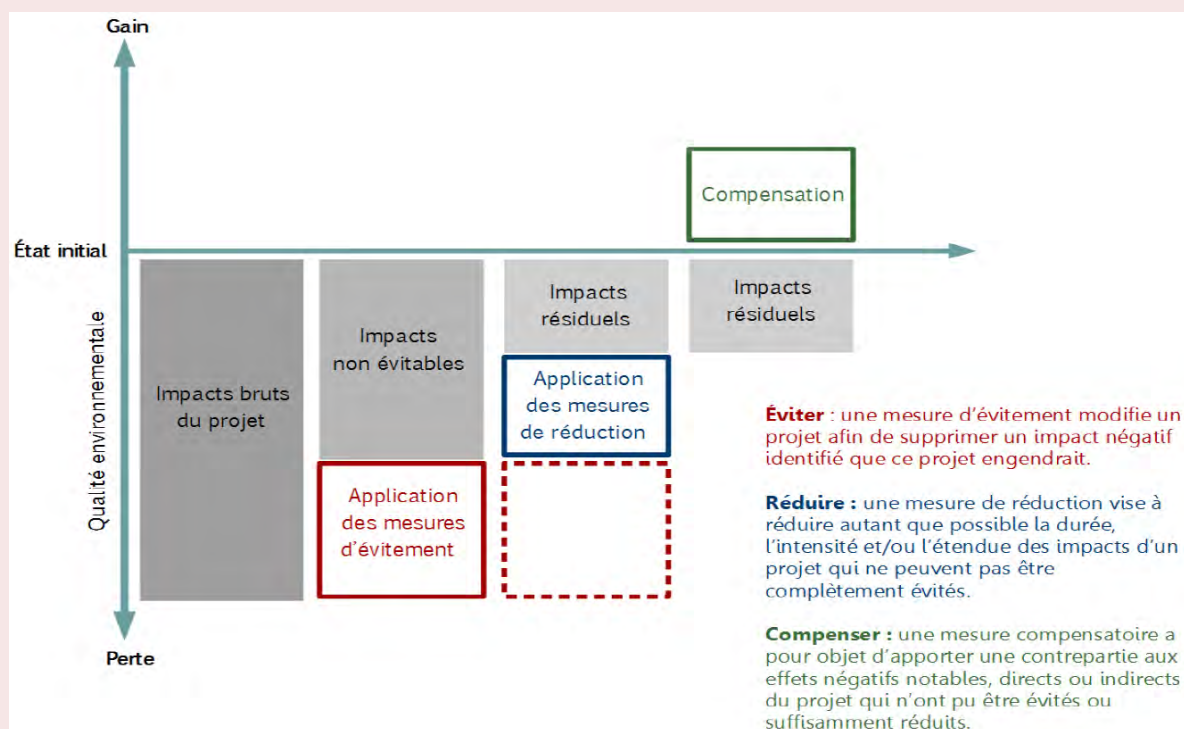 Gain
Compensation
État initial
Impacts bruts
du projet
Impacts
non évitables
Impacts
résiduels
Impacts
résiduels
Application
des mesures
de réduction
Application
des mesures
d’évitement
Qualité environnementale
Perte
Éviter : une mesure d’évitement modifie un
projet afin de supprimer un impact négatif
identifié que ce projet engendrait.
Réduire : une mesure de réduction vise à
réduire autant que possible la durée,
l’intensité et/ou l’étendue des impacts d’un
projet qui ne peuvent pas être
complètement évités.
Compenser : une mesure compensatoire a
pour objet d’apporter une contrepartie aux
effets négatifs notables, directs ou indirects
du projet qui n’ont pu être évités ou
suffisamment réduits.